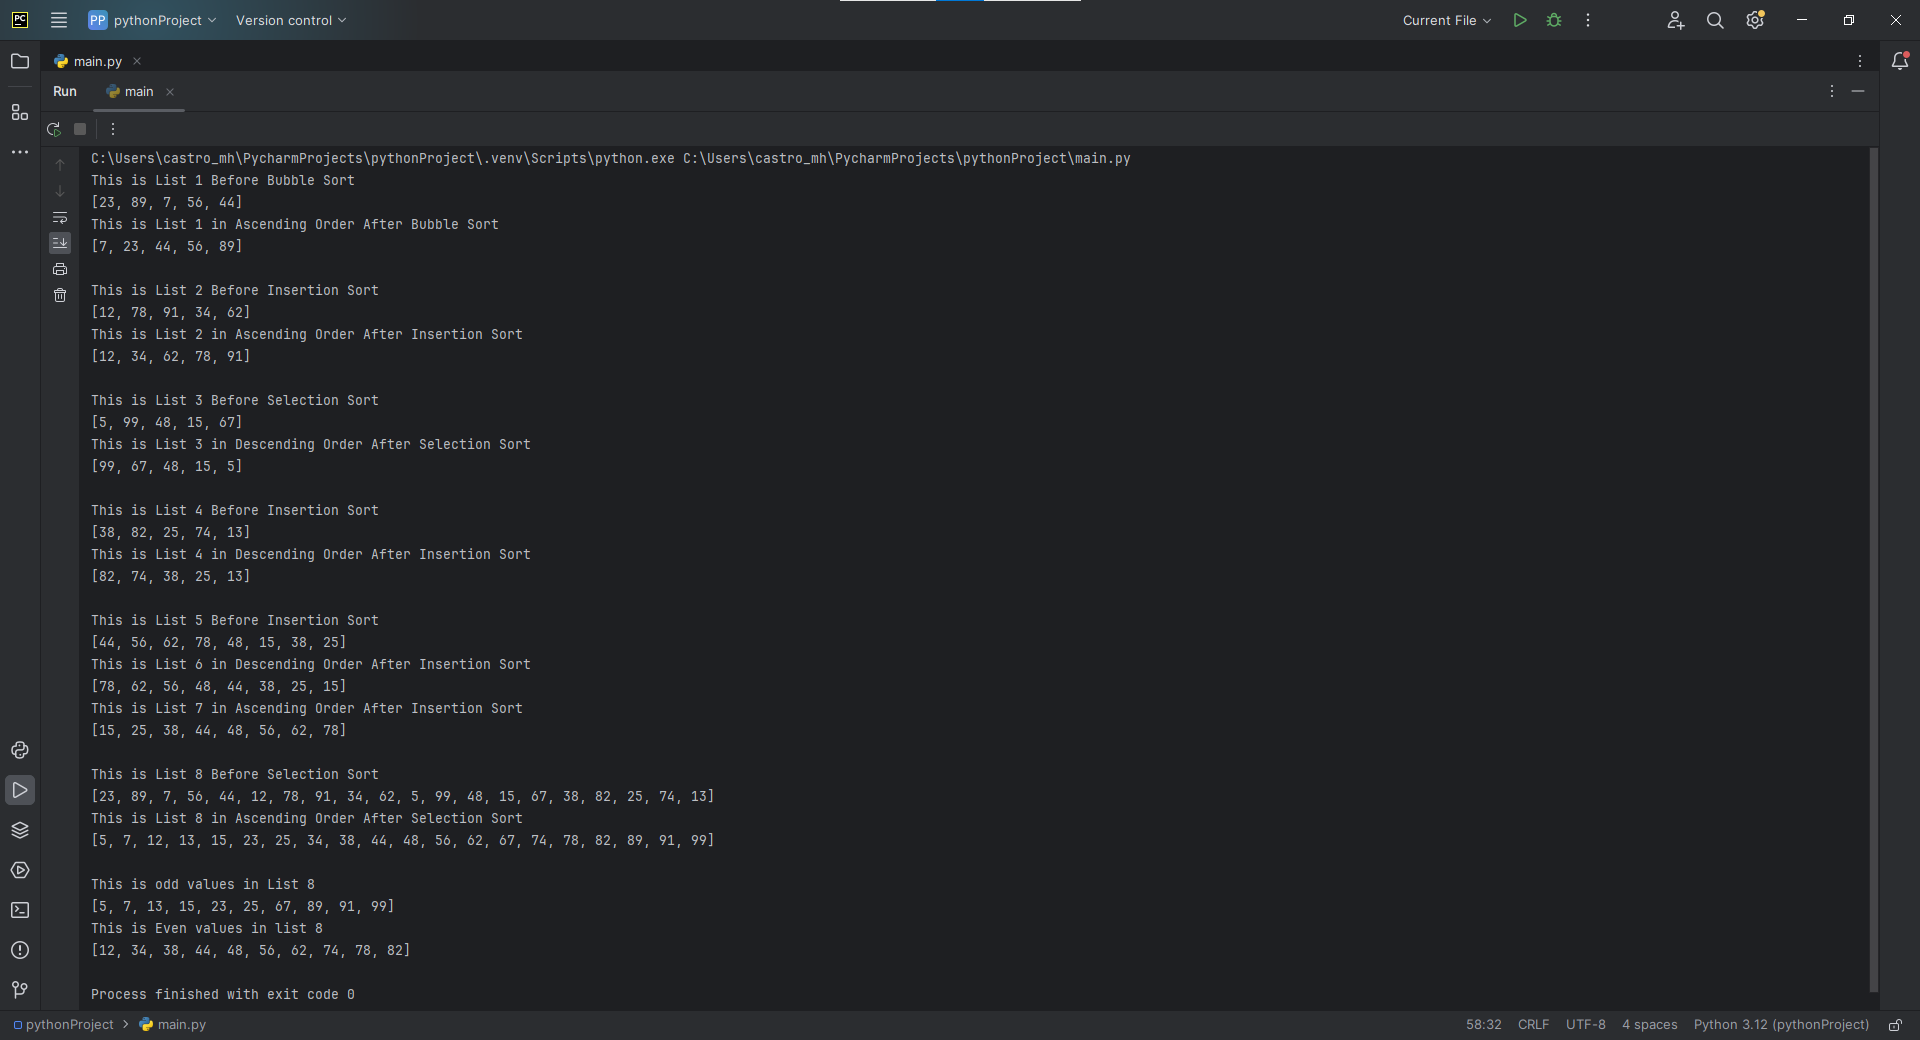 PC PP pythonProject Version control Current File
main.py
Run main
C:\Users\castro_mh\PycharmProjects\pythonProject\.venv\Scripts\python.exe C:\Users\castro_mh\PycharmProjects\pythonProject\main.py
This is List 1 Before Bubble Sort
[23, 89, 7, 56, 44]
This is List 1 in Ascending Order After Bubble Sort
[7, 23, 44, 56, 89]
This is List 2 Before Insertion Sort
[12, 78, 91, 34, 62]
This is List 2 in Ascending Order After Insertion Sort
[12, 34, 62, 78, 91]
This is List 3 Before Selection Sort
[5, 99, 48, 15, 67]
This is List 3 in Descending Order After Selection Sort
[99, 67, 48, 15, 5]
This is List 4 Before Insertion Sort
[38, 82, 25, 74, 13]
This is List 4 in Descending Order After Insertion Sort
[82, 74, 38, 25, 13]
This is List 5 Before Insertion Sort
[44, 56, 62, 78, 48, 15, 38, 25]
This is List 6 in Descending Order After Insertion Sort
[78, 62, 56, 48, 44, 38, 25, 15]
This is List 7 in Ascending Order After Insertion Sort
[15, 25, 38, 44, 48, 56, 62, 78]
This is List 8 Before Selection Sort
[23, 89, 7, 56, 44, 12, 78, 91, 34, 62, 5, 99, 48, 15, 67, 38, 82, 25, 74, 13]
This is List 8 in Ascending Order After Selection Sort
[5, 7, 12, 13, 15, 23, 25, 34, 38, 44, 48, 56, 62, 67, 74, 78, 82, 89, 91, 99]
This is odd values in List 8
[5, 7, 13, 15, 23, 25, 67, 89, 91, 99]
This is Even values in list 8
[12, 34, 38, 44, 48, 56, 62, 74, 78, 82]
Process finished with exit code 0
pythonProject > main.py 58:32 CRLF UTF-8 4 spaces Python 3.12 (pythonProject)